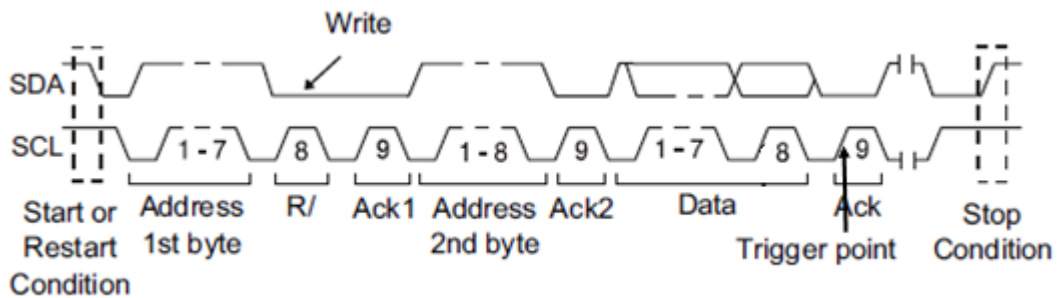 Write
SDA
SCL
1 - 7
8
9
1 - 8
9
1 - 7
8
9
Start or
Restart
Condition
Address
1st byte
R/
Ack1
Address
2nd byte
Ack2
Data
Ack
Trigger point
Stop
Condition